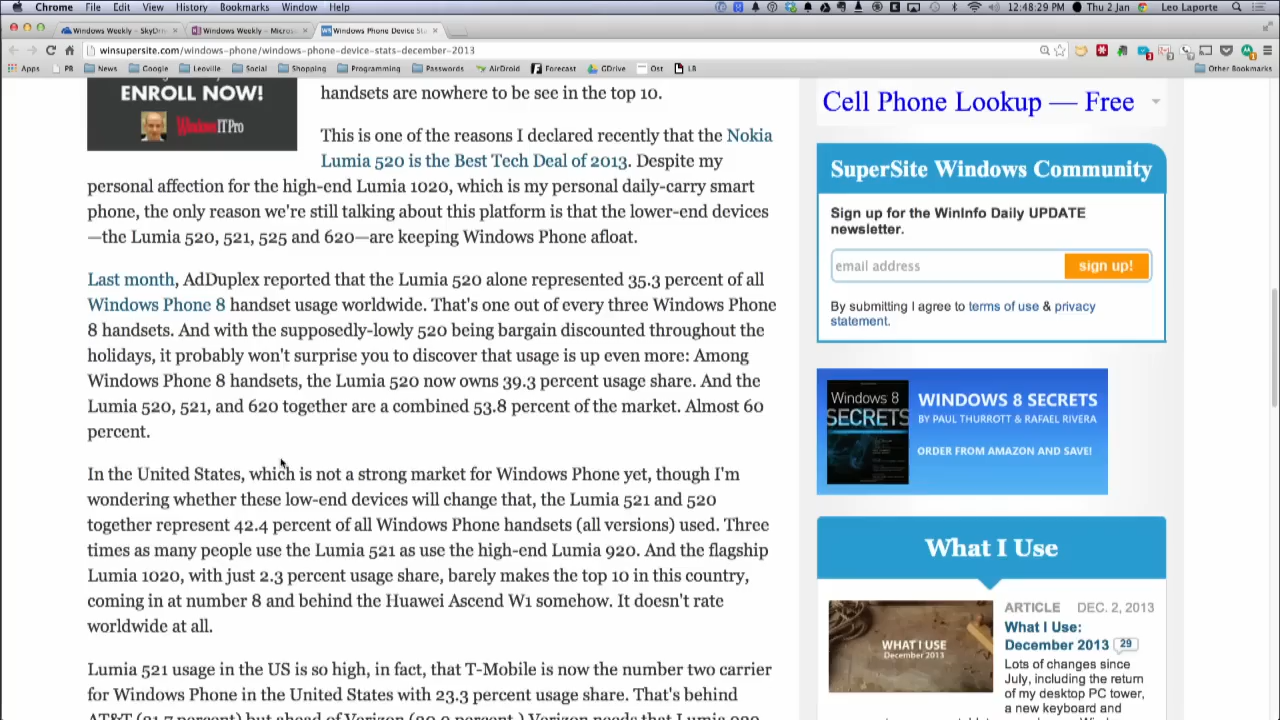 Chrome File Edit View History Bookmarks Window Help
12:48:29 PM Thu 2 Jan Leo Laporte
Windows Weekly – SkyDriv
Windows Weekly – Micros
Windows Phone Device St
winsupersite.com/windows-phone/windows-phone-device-stats-december-2013
Apps PR News Google Leoville Social Shopping Programming Passwords AirDroid Forecast GDrive Ost LR Other Bookmarks
ENROLL NOW!
Windows IT Pro
handsets are nowhere to be see in the top 10.
This is one of the reasons I declared recently that the Nokia
Lumia 520 is the Best Tech Deal of 2013. Despite my
personal affection for the high-end Lumia 1020, which is my personal daily-carry smart
phone, the only reason we're still talking about this platform is that the lower-end devices
—the Lumia 520, 521, 525 and 620—are keeping Windows Phone afloat.
Last month, AdDuplex reported that the Lumia 520 alone represented 35.3 percent of all
Windows Phone 8 handset usage worldwide. That's one out of every three Windows Phone
8 handsets. And with the supposedly-lowly 520 being bargain discounted throughout the
holidays, it probably won't surprise you to discover that usage is up even more: Among
Windows Phone 8 handsets, the Lumia 520 now owns 39.3 percent usage share. And the
Lumia 520, 521, and 620 together are a combined 53.8 percent of the market. Almost 60
percent.
In the United States, which is not a strong market for Windows Phone yet, though I'm
wondering whether these low-end devices will change that, the Lumia 521 and 520
together represent 42.4 percent of all Windows Phone handsets (all versions) used. Three
times as many people use the Lumia 521 as use the high-end Lumia 920. And the flagship
Lumia 1020, with just 2.3 percent usage share, barely makes the top 10 in this country,
coming in at number 8 and behind the Huawei Ascend W1 somehow. It doesn't rate
worldwide at all.
Lumia 521 usage in the US is so high, in fact, that T-Mobile is now the number two carrier
for Windows Phone in the United States with 23.3 percent usage share. That's behind
Cell Phone Lookup — Free
SuperSite Windows Community
Sign up for the WinInfo Daily UPDATE
newsletter.
email address
sign up!
By submitting I agree to terms of use & privacy
statement.
Windows 8
SECRETS
WINDOWS 8 SECRETS
BY PAUL THURROTT & RAFAEL RIVERA
ORDER FROM AMAZON AND SAVE!
What I Use
WHAT I USE
December 2013
ARTICLE DEC. 2, 2013
What I Use:
December 2013 29
Lots of changes since
July, including the return
of my desktop PC tower,
a new keyboard and